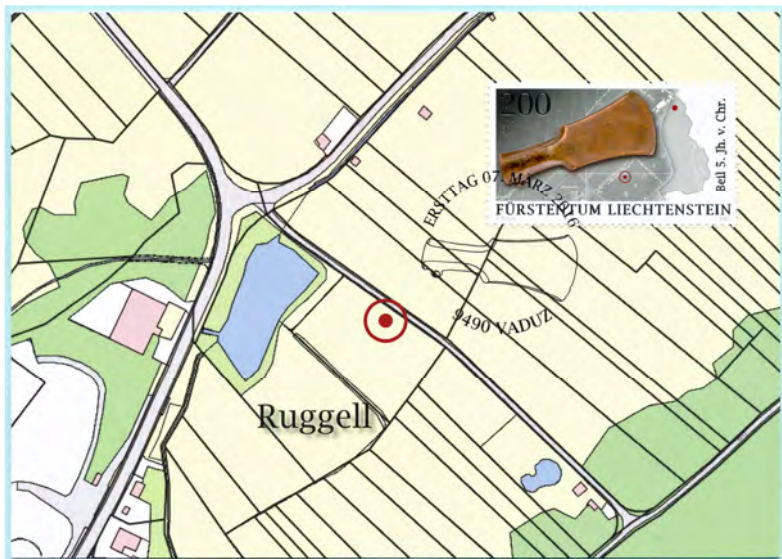 200
Beil 5. Jh. v. Chr.
FÜRSTENTUM LIECHTENSTEIN
ERSTTAG 07. MÄRZ 2016
9490 VADUZ
Ruggell